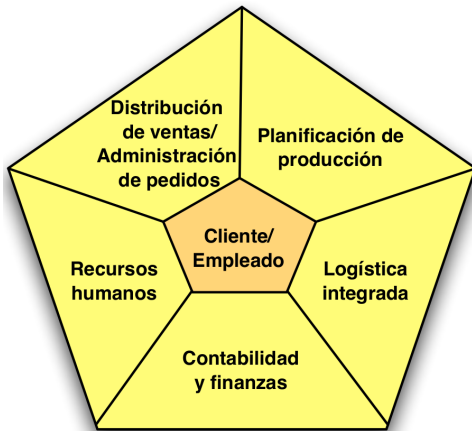 Distribución
de ventas/
Administración
de pedidos
Planificación de
producción
Cliente/
Empleado
Recursos
humanos
Logística
integrada
Contabilidad
y finanzas